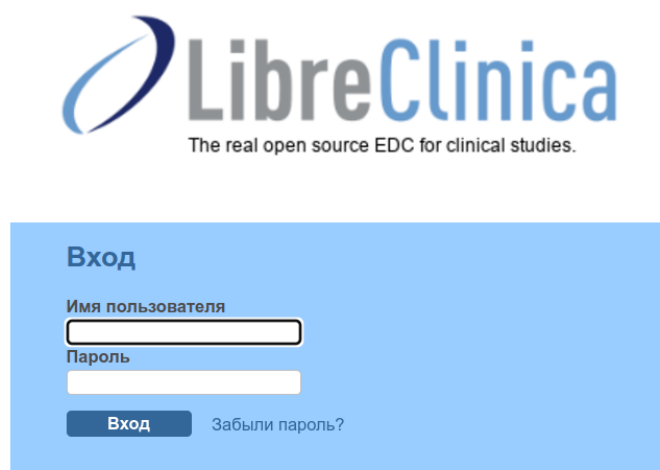 LibreClinica
The real open source EDC for clinical studies.
Вход
Имя пользователя
Пароль
Вход Забыли пароль?